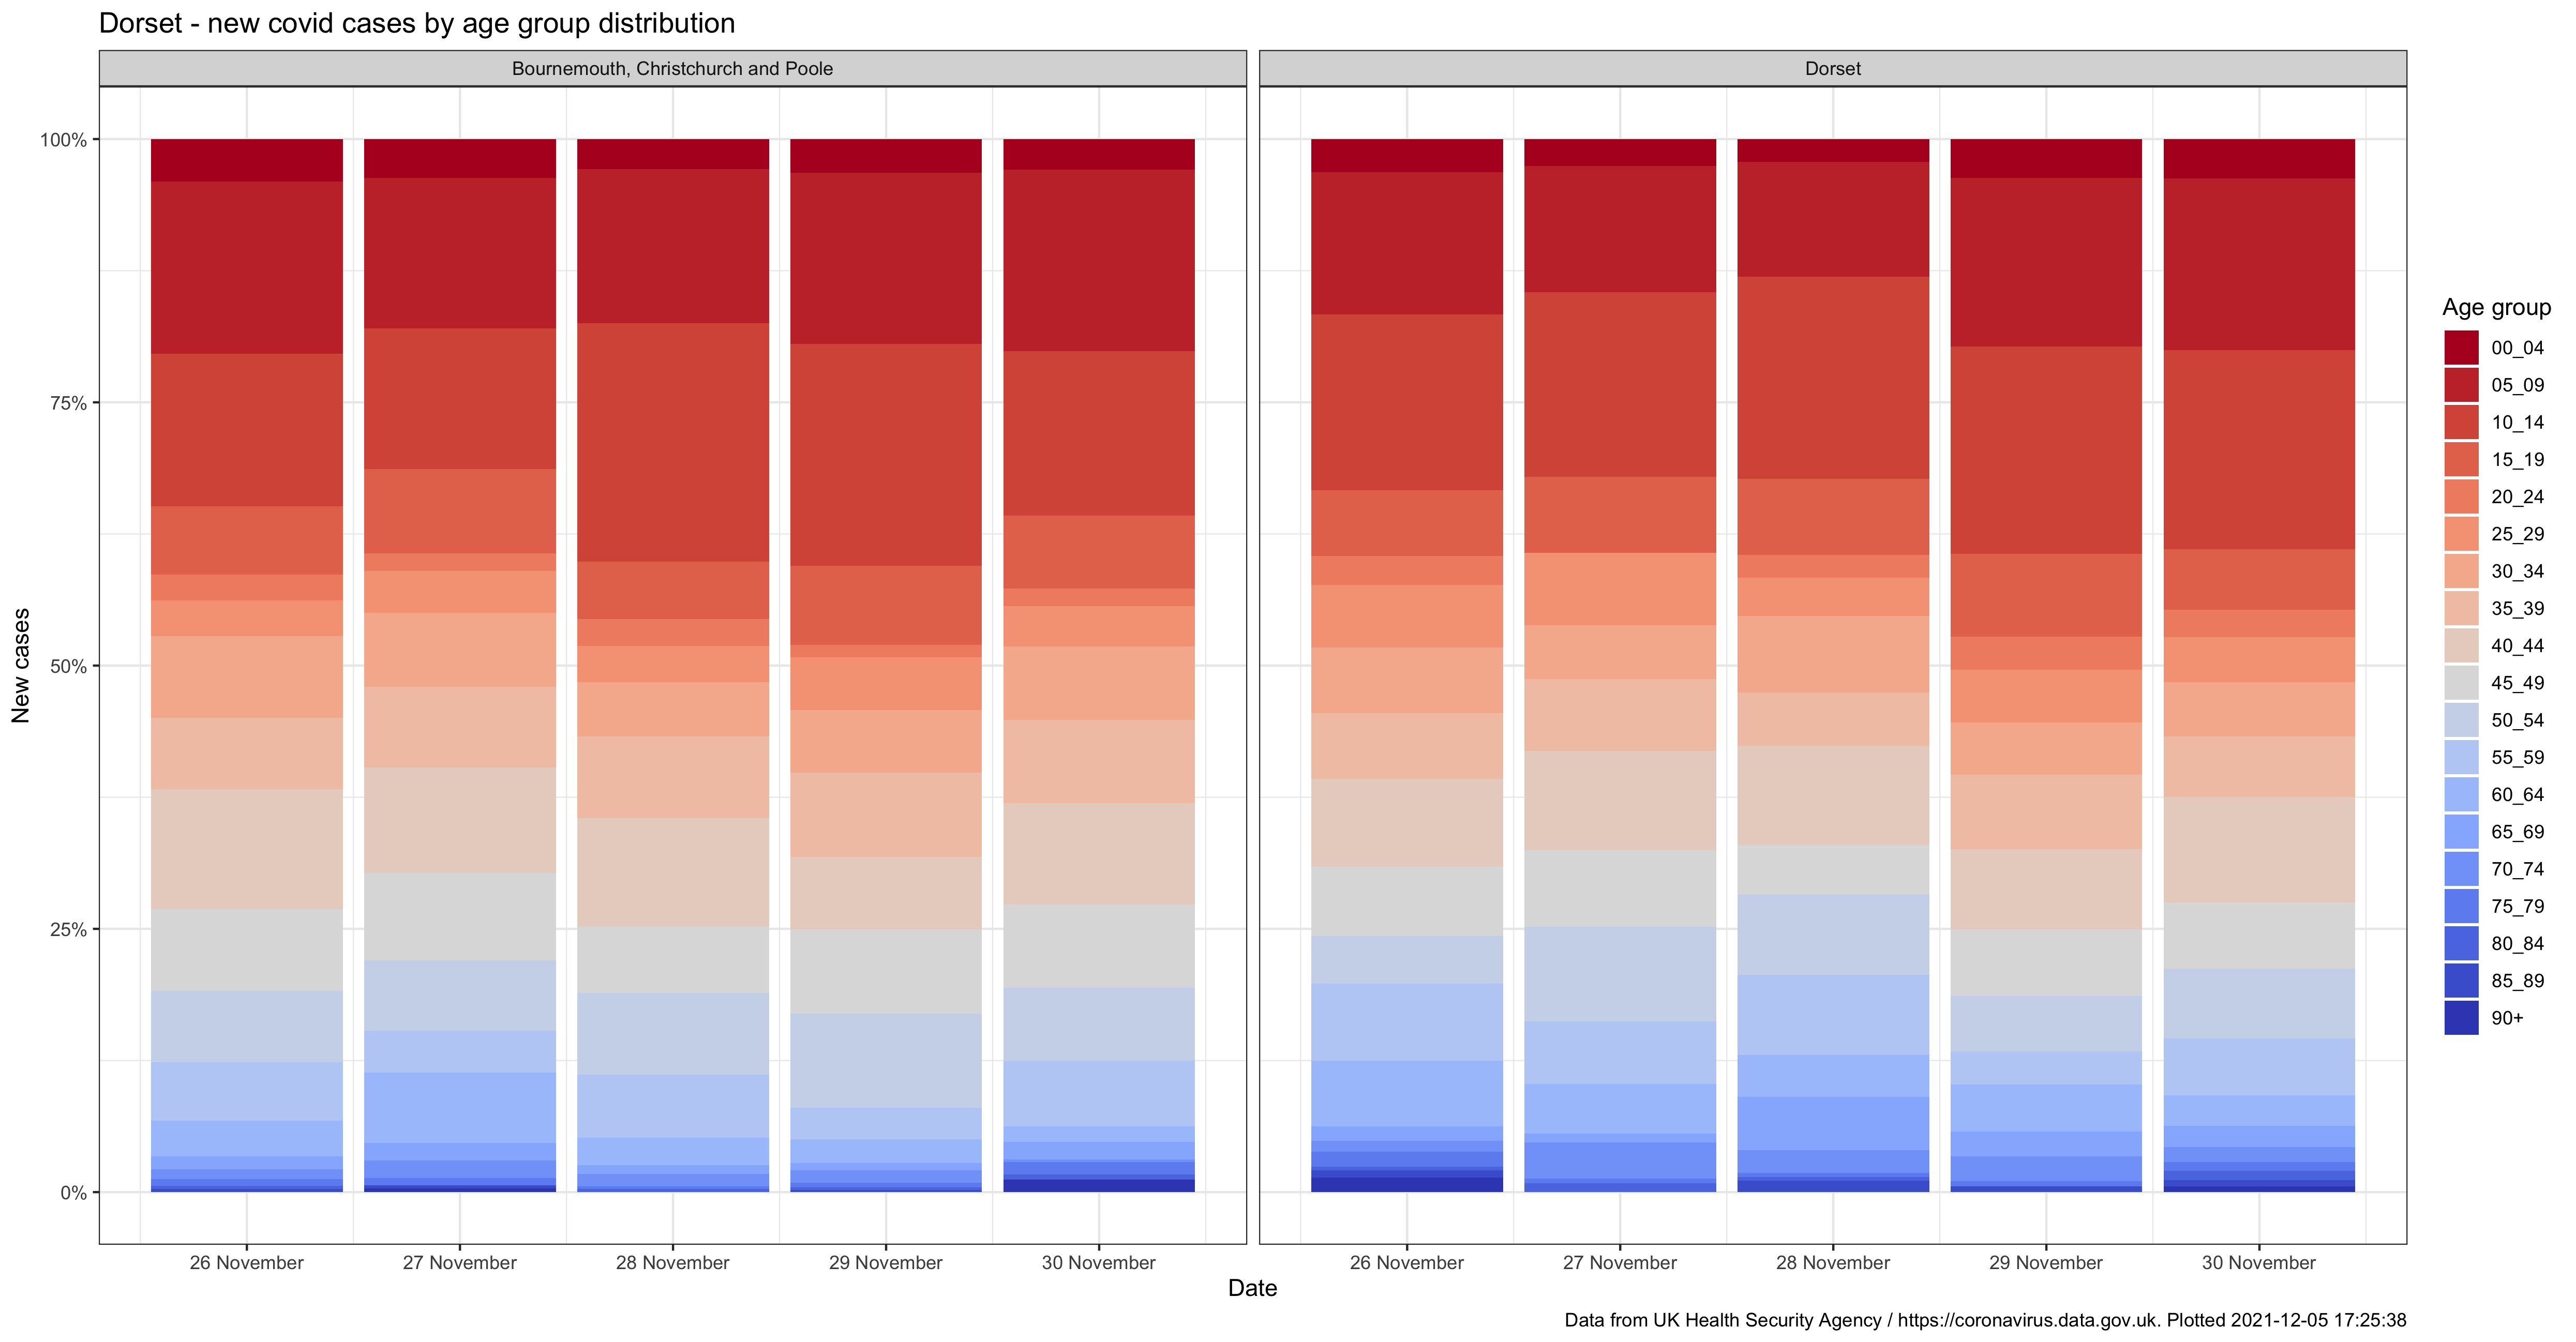 Dorset - new covid cases by age group distribution
Bournemouth, Christchurch and Poole
Dorset
100%
75%
50%
25%
0%
New cases
26 November
27 November
28 November
29 November
30 November
26 November
27 November
28 November
29 November
30 November
Date
Age group
00_04
05_09
10_14
15_19
20_24
25_29
30_34
35_39
40_44
45_49
50_54
55_59
60_64
65_69
70_74
75_79
80_84
85_89
90+
Data from UK Health Security Agency / https://coronavirus.data.gov.uk. Plotted 2021-12-05 17:25:38